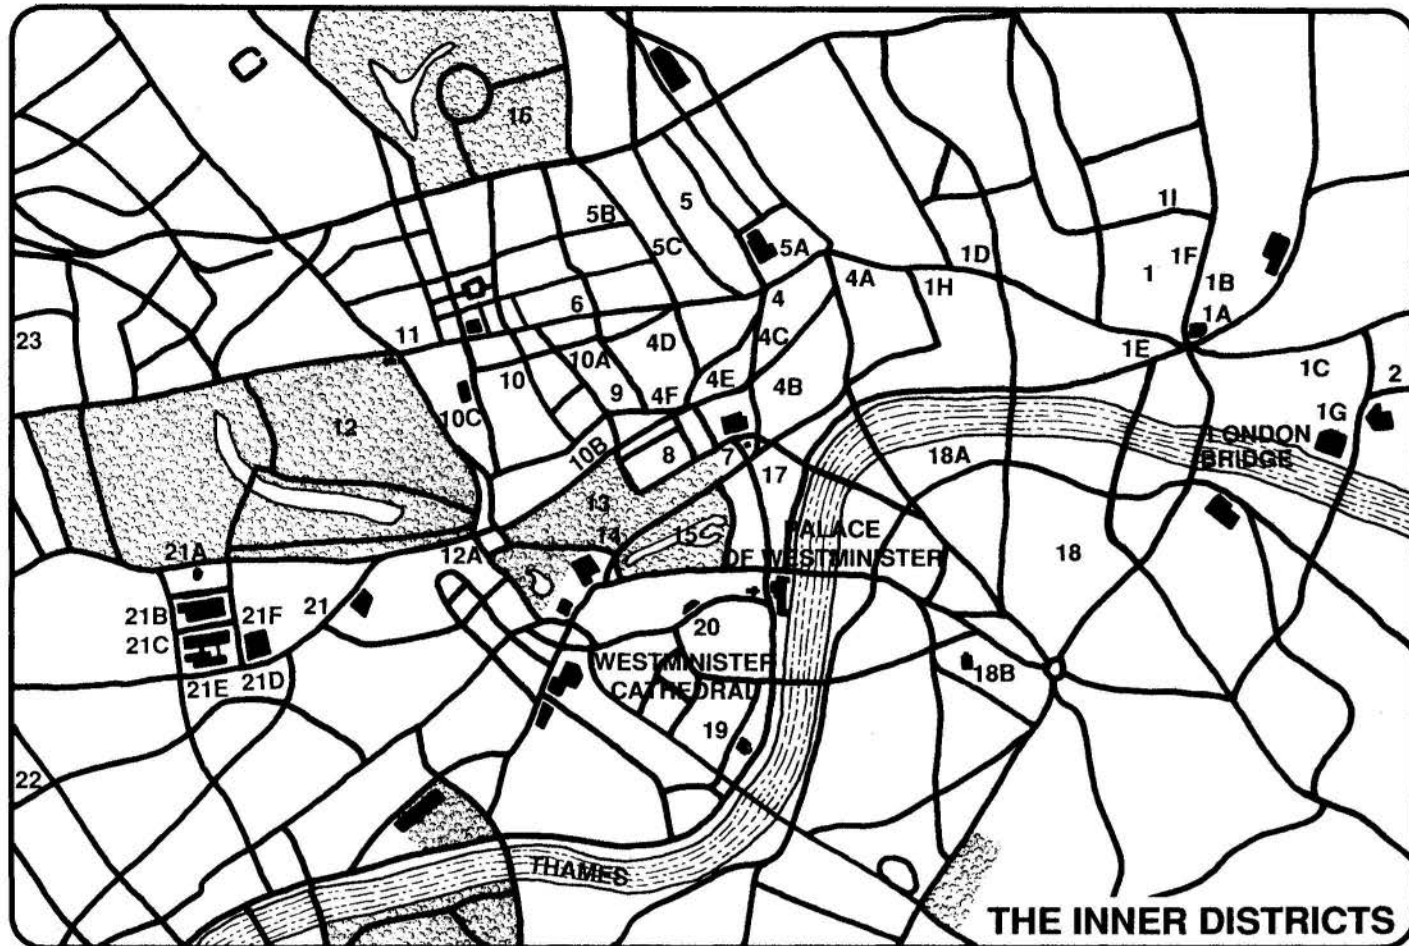 16
1I
5B
5
5C
5A
1D
1
1F
1B
4A
1H
4
6
1A
11
23
4D
4C
1E
10A
10
4E
4B
1C
2
9
4F
10C
12
1G
LONDON
BRIDGE
10B
8
7
18A
17
13
14
15
PALACE
OF WESTMINISTER
18
21A
12A
21B
21F
21
21C
20
WESTMINISTER
CATHEDRAL
18B
21E
21D
19
22
THAMES
THE INNER DISTRICTS